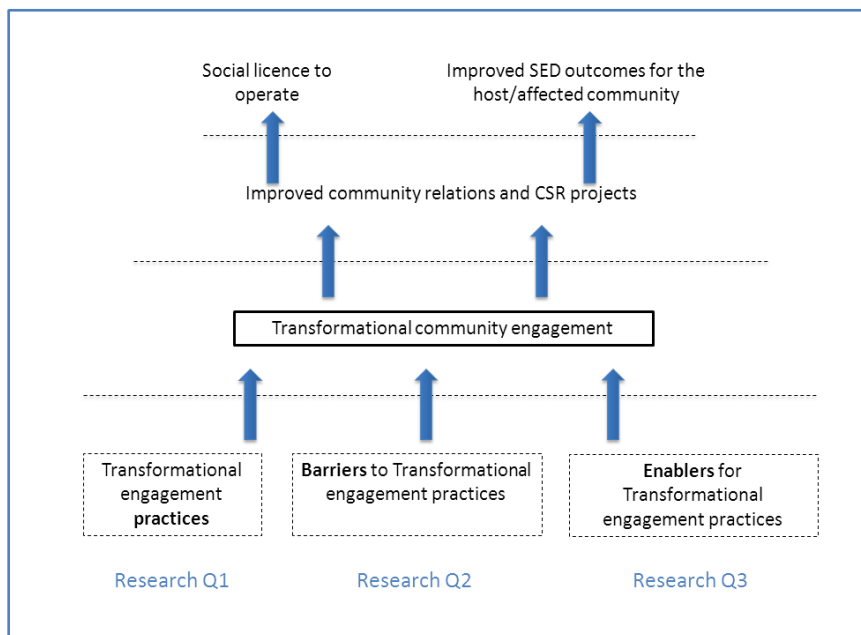 Social licence to
operate
Improved SED outcomes for the
host/affected community
Improved community relations and CSR projects
Transformational community engagement
Transformational
engagement
practices
Barriers to Transformational
engagement practices
Enablers for
Transformational
engagement practices
Research Q1
Research Q2
Research Q3